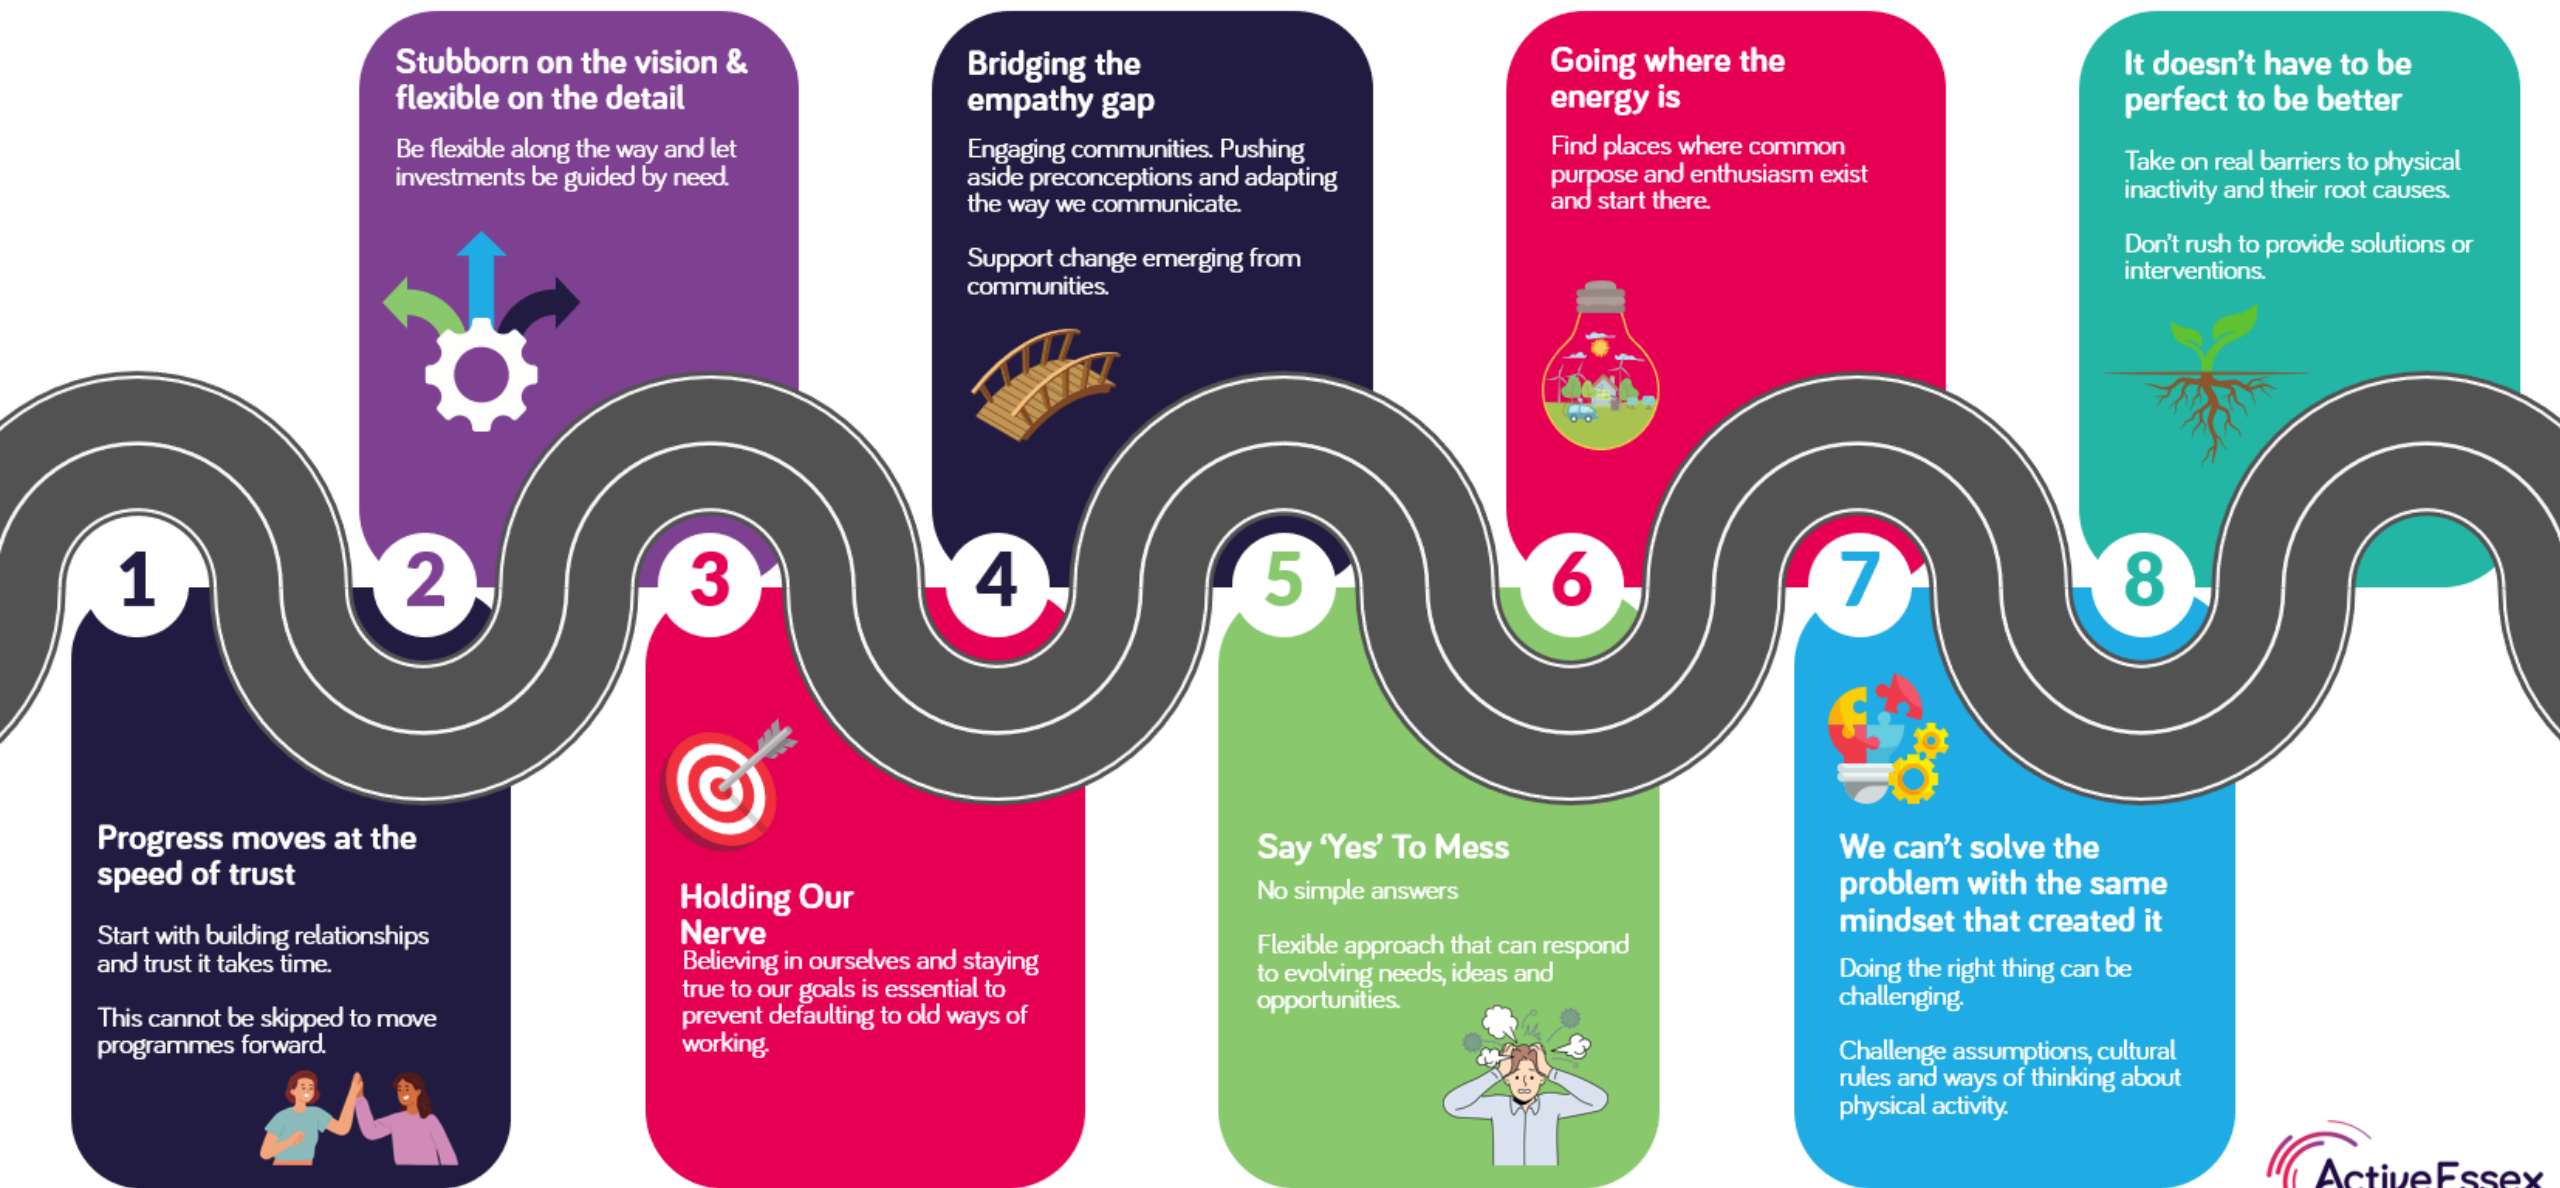 1
Progress moves at the
speed of trust
Start with building relationships
and trust it takes time.
This cannot be skipped to move
programmes forward.
Stubborn on the vision &
flexible on the detail
Be flexible along the way and let
investments be guided by need.
2
3
Holding Our
Nerve
Believing in ourselves and staying
true to our goals is essential to
prevent defaulting to old ways of
working.
Bridging the
empathy gap
Engaging communities. Pushing
aside preconceptions and adapting
the way we communicate.
Support change emerging from
communities.
4
5
Say ‘Yes’ To Mess
No simple answers
Flexible approach that can respond
to evolving needs, ideas and
opportunities.
Going where the
energy is
Find places where common
purpose and enthusiasm exist
and start there.
6
7
We can’t solve the
problem with the same
mindset that created it
Doing the right thing can be
challenging.
Challenge assumptions, cultural
rules and ways of thinking about
physical activity.
It doesn’t have to be
perfect to be better
Take on real barriers to physical
inactivity and their root causes.
Don’t rush to provide solutions or
interventions.
8
ActiveEssex